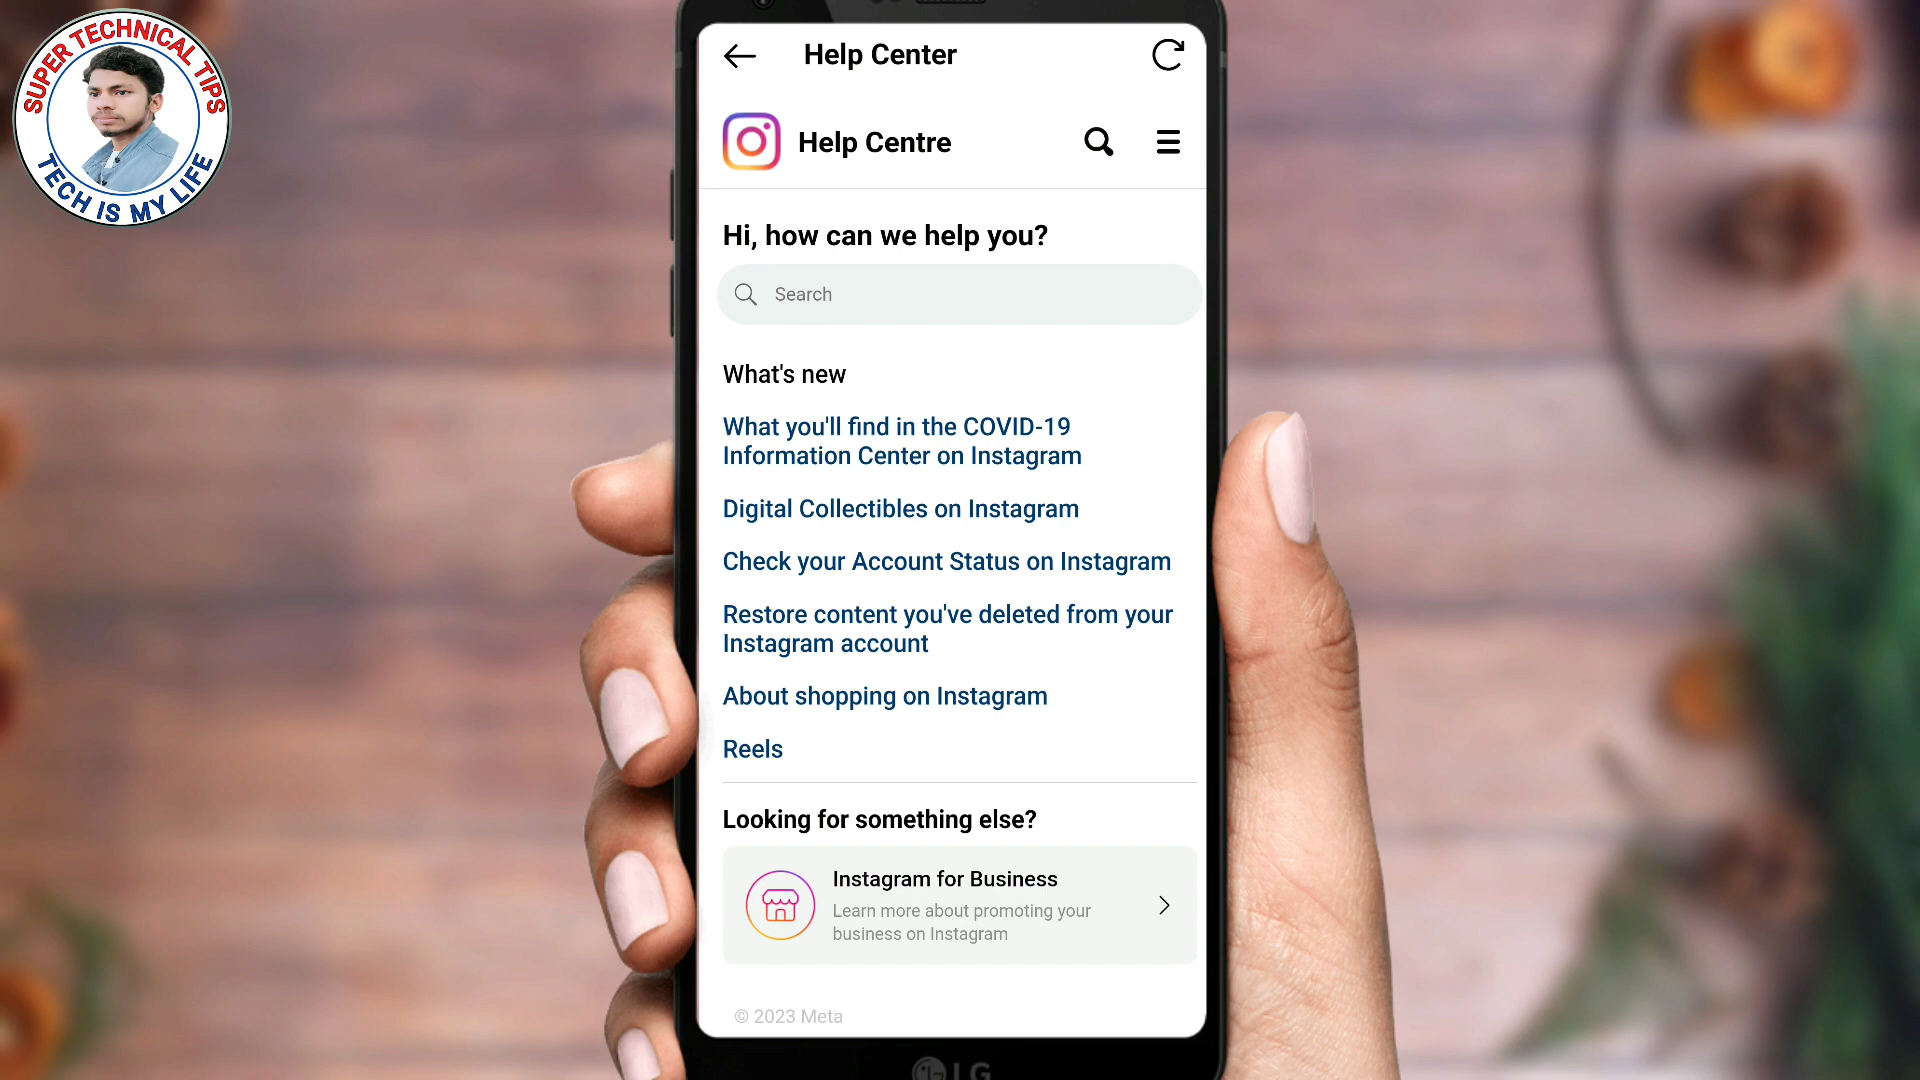 SUPER TECHNICAL TIPS
TECH IS MY LIFE
Help Center
Help Centre
Hi, how can we help you?
Search
What's new
What you'll find in the COVID-19
Information Center on Instagram
Digital Collectibles on Instagram
Check your Account Status on Instagram
Restore content you've deleted from your
Instagram account
About shopping on Instagram
Reels
Looking for something else?
Instagram for Business
Learn more about promoting your
business on Instagram
© 2023 Meta
LG